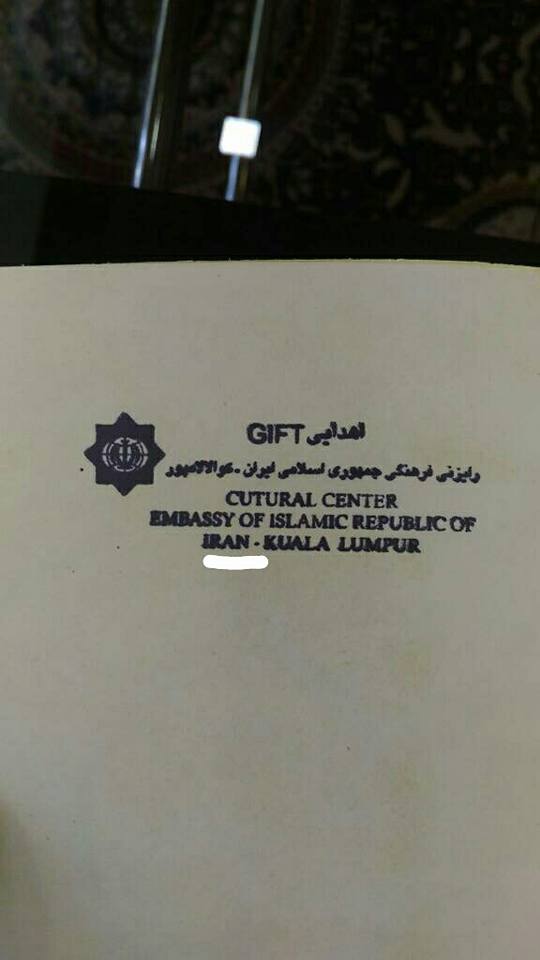 GIFT اهدایی
رایزنی فرهنگی جمهوری اسلامی ایران - کوالالامپور
CUTURAL CENTER
EMBASSY OF ISLAMIC REPUBLIC OF
IRAN - KUALA LUMPUR